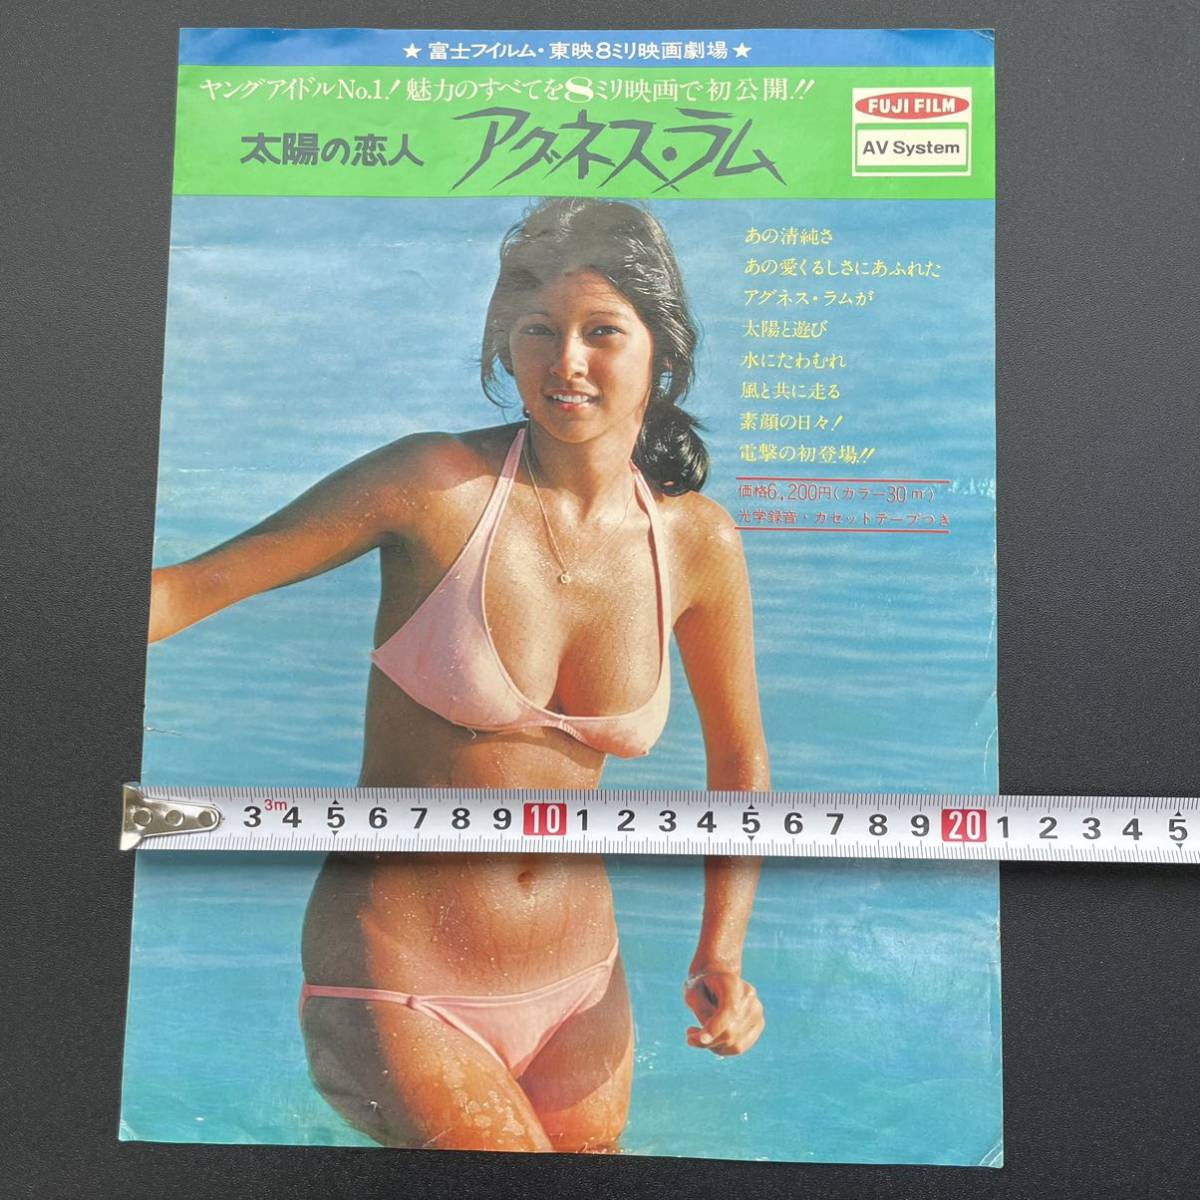 ★富士フイルム・東映8ミリ映画劇場★
ヤングアイドルNo.1!魅力のすべてを8ミリ映画で初公開!!
太陽の恋人 アグネス・ラム
FUJI FILM
AV System
あの清純さ
あの愛くるしさにあふれた
アグネス・ラムが
太陽と遊び
水にたわむれ
風と共に走る
素顔の日々!
電撃の初登場!!
価格6,200円(カラー30㎡)
光学録音・カセットテープつき
3m
3 4 5 6 7 8 9 10 1 2 3 4 5 6 7 8 9 20 1 2 3 4 5